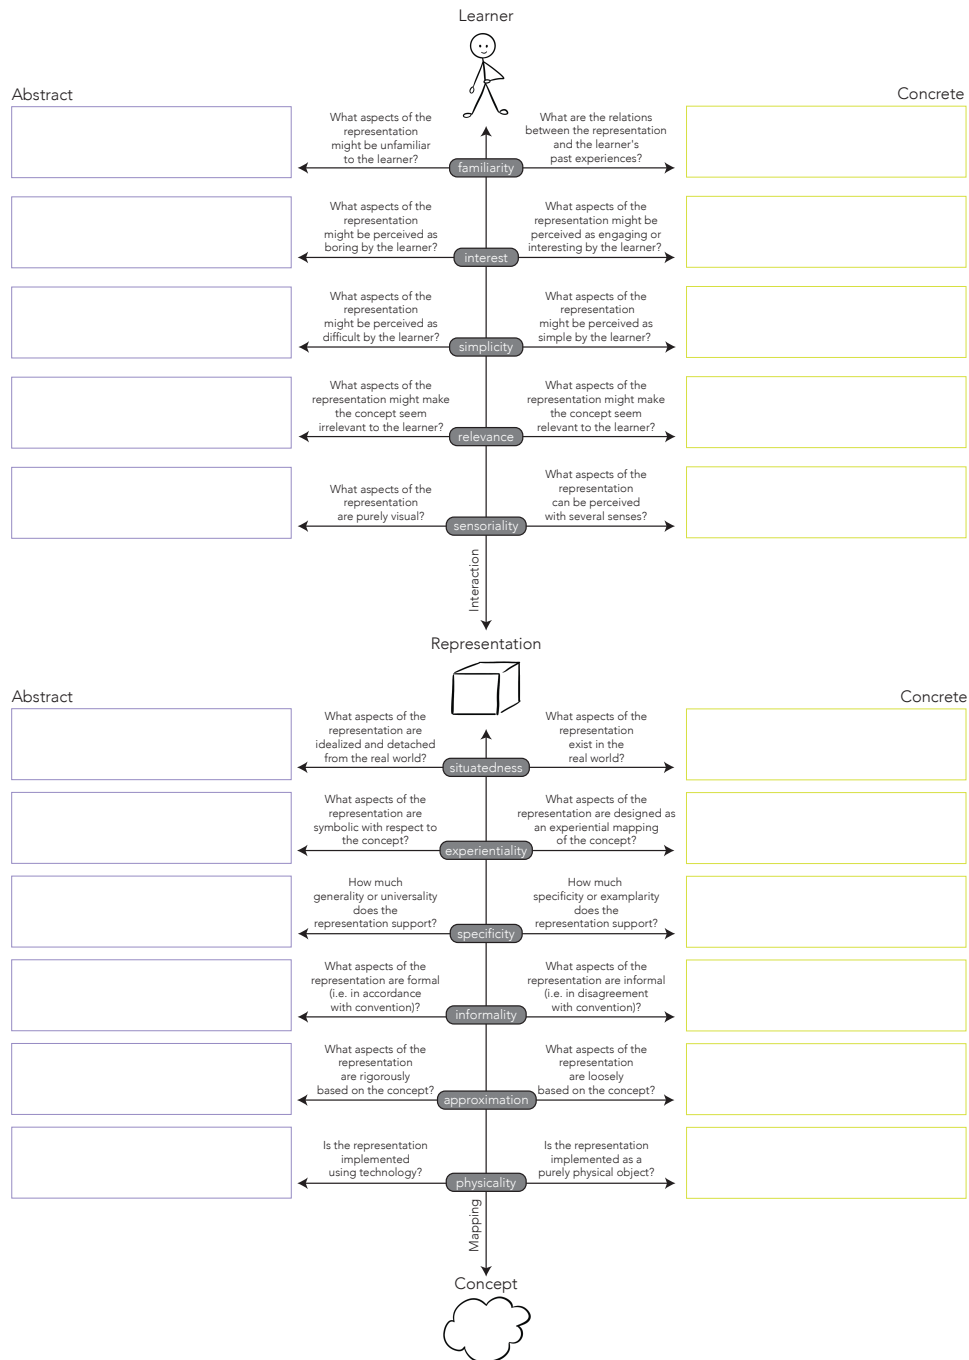 Learner
Abstract
Concrete
What aspects of the
representation
might be unfamiliar
to the learner?
What are the relations
between the representation
and the learner's
past experiences?
familiarity
What aspects of the
representation
might be perceived as
boring by the learner?
What aspects of the
representation might be
perceived as engaging or
interesting by the learner?
interest
What aspects of the
representation
might be perceived as
difficult by the learner?
What aspects of the
representation
might be perceived as
simple by the learner?
simplicity
What aspects of the
representation might make
the concept seem
irrelevant to the learner?
What aspects of the
representation might make
the concept seem
relevant to the learner?
relevance
What aspects of the
representation
are purely visual?
What aspects of the
representation
can be perceived
with several senses?
sensoriality
Interaction
Representation
Abstract
Concrete
What aspects of the
representation are
idealized and detached
from the real world?
What aspects of the
representation
exist in the
real world?
situatedness
What aspects of the
representation are
symbolic with respect to
the concept?
What aspects of the
representation are designed as
an experiential mapping
of the concept?
experientiality
How much
generality or universality
does the
representation support?
How much
specificity or examplarity
does the
representation support?
specificity
What aspects of the
representation are formal
(i.e. in accordance
with convention)?
What aspects of the
representation are informal
(i.e. in disagreement
with convention)?
informality
What aspects of the
representation
are rigorously
based on the concept?
What aspects of the
representation
are loosely
based on the concept?
approximation
Is the representation
implemented
using technology?
Is the representation
implemented as a
purely physical object?
physicality
Mapping
Concept